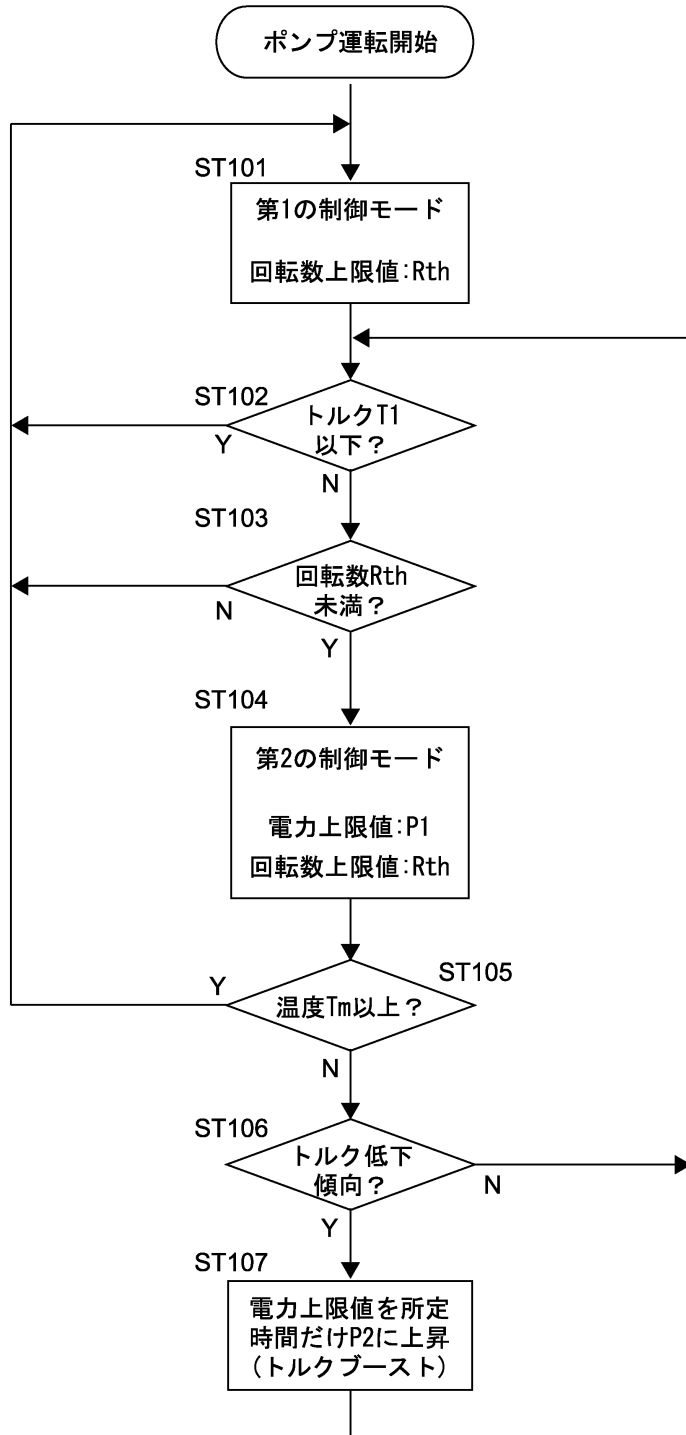 ポンプ運転開始
ST101
第1の制御モード
回転数上限値:Rth
ST102
トルクT1
以下？
Y
N
ST103
回転数Rth
未満？
N
Y
ST104
第2の制御モード
電力上限値:P1
回転数上限値:Rth
Y
ST105
温度Tm以上？
N
ST106
トルク低下
傾向？
N
Y
ST107
電力上限値を所定
時間だけP2に上昇
(トルクブースト)